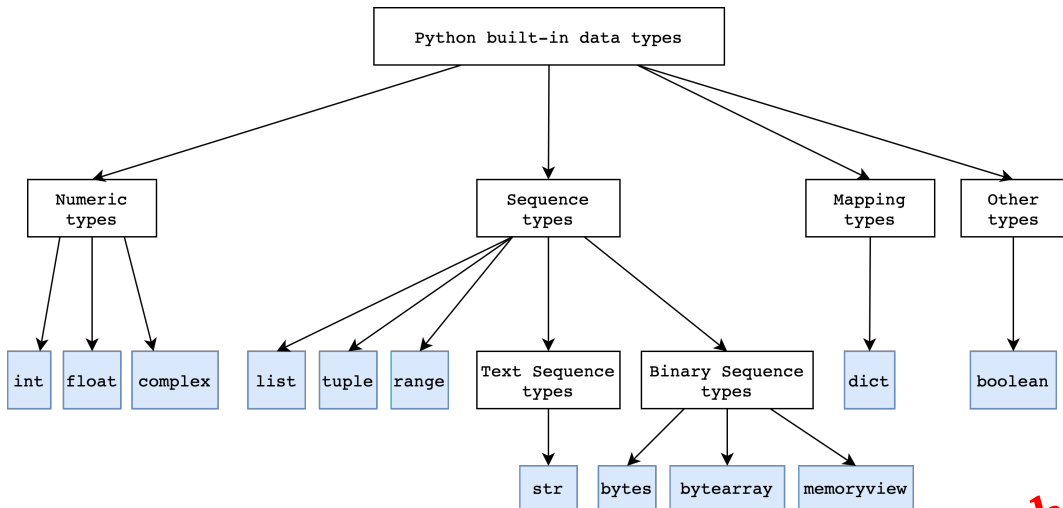 Python built-in data types
Numeric
types
Sequence
types
Mapping
types
Other
types
int
float
complex
list
tuple
range
Text Sequence
types
Binary Sequence
types
dict
boolean
str
bytes
bytearray
memoryview